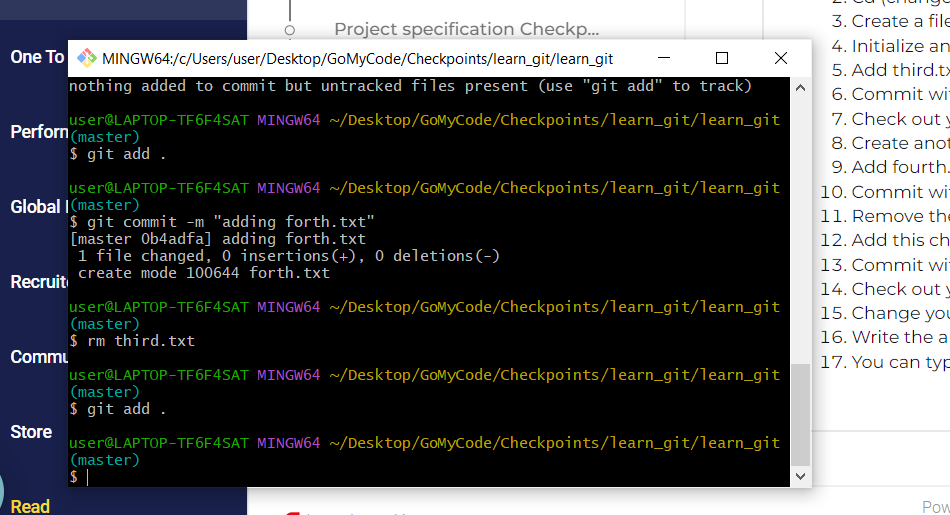 One To
Perform
Global
Recruite
Commu
Store
Read
Project specification Checkp...
MINGW64:/c/Users/user/Desktop/GoMyCode/Checkpoints/learn_git/learn_git
nothing added to commit but untracked files present (use "git add" to track)
user@LAPTOP-TF6F4SAT MINGW64 ~/Desktop/GoMyCode/Checkpoints/learn_git/learn_git
(master)
$ git add .
user@LAPTOP-TF6F4SAT MINGW64 ~/Desktop/GoMyCode/Checkpoints/learn_git/learn_git
(master)
$ git commit -m "adding forth.txt"
[master 0b4adfa] adding forth.txt
1 file changed, 0 insertions(+), 0 deletions(-)
create mode 100644 forth.txt
user@LAPTOP-TF6F4SAT MINGW64 ~/Desktop/GoMyCode/Checkpoints/learn_git/learn_git
(master)
$ rm third.txt
user@LAPTOP-TF6F4SAT MINGW64 ~/Desktop/GoMyCode/Checkpoints/learn_git/learn_git
(master)
$ git add .
user@LAPTOP-TF6F4SAT MINGW64 ~/Desktop/GoMyCode/Checkpoints/learn_git/learn_git
(master)
$
3. Create a file
4. Initialize an
5. Add third.tx
6. Commit wit
7. Check out y
8. Create anot
9. Add fourth.
10. Commit wit
11. Remove the
12. Add this ch
13. Commit wit
14. Check out y
15. Change you
16. Write the a
17. You can typ
Pow